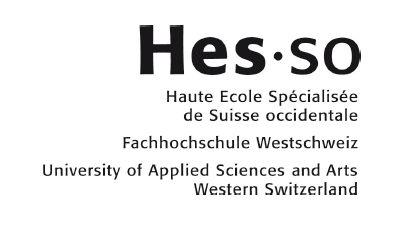 Hes·so
Haute Ecole Spécialisée
de Suisse occidentale
Fachhochschule Westschweiz
University of Applied Sciences and Arts
Western Switzerland